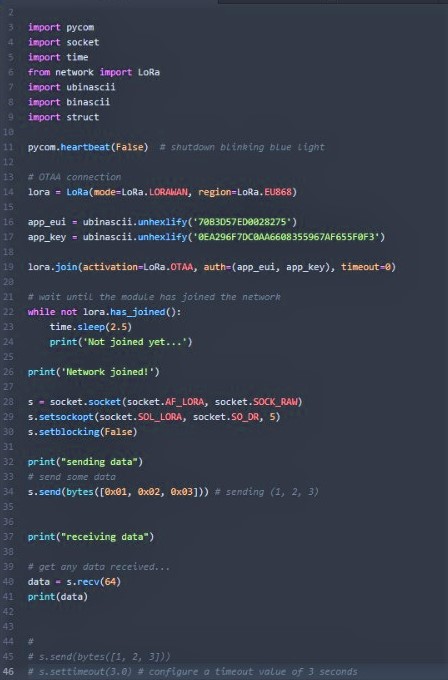 2
3 import pycom
4 import socket
5 import time
6 from network import LoRa
7 import ubinascii
8 import binascii
9 import struct
10
11 pycom.heartbeat(False) # shutdown blinking blue light
12
13 # OTAA connection
14 lora = LoRa(mode=LoRa.LORAWAN, region=LoRa.EU868)
15
16 app_eui = ubinascii.unhexlify('70B3D57ED0028275')
17 app_key = ubinascii.unhexlify('0EA296F7DC0AA6608355967AF655F0F3')
18
19 lora.join(activation=LoRa.OTAA, auth=(app_eui, app_key), timeout=0)
20
21 # wait until the module has joined the network
22 while not lora.has_joined():
23 time.sleep(2.5)
24 print('Not joined yet...')
25
26 print('Network joined!')
27
28 s = socket.socket(socket.AF_LORA, socket.SOCK_RAW)
29 s.setsockopt(socket.SOL_LORA, socket.SO_DR, 5)
30 s.setblocking(False)
31
32 print("sending data")
33 # send some data
34 s.send(bytes([0x01, 0x02, 0x03])) # sending (1, 2, 3)
35
36
37 print("receiving data")
38
39 # get any data received...
40 data = s.recv(64)
41 print(data)
42
43
44 #
45 # s.send(bytes([1, 2, 3]))
46 # s.settimeout(3.0) # configure a timeout value of 3 seconds